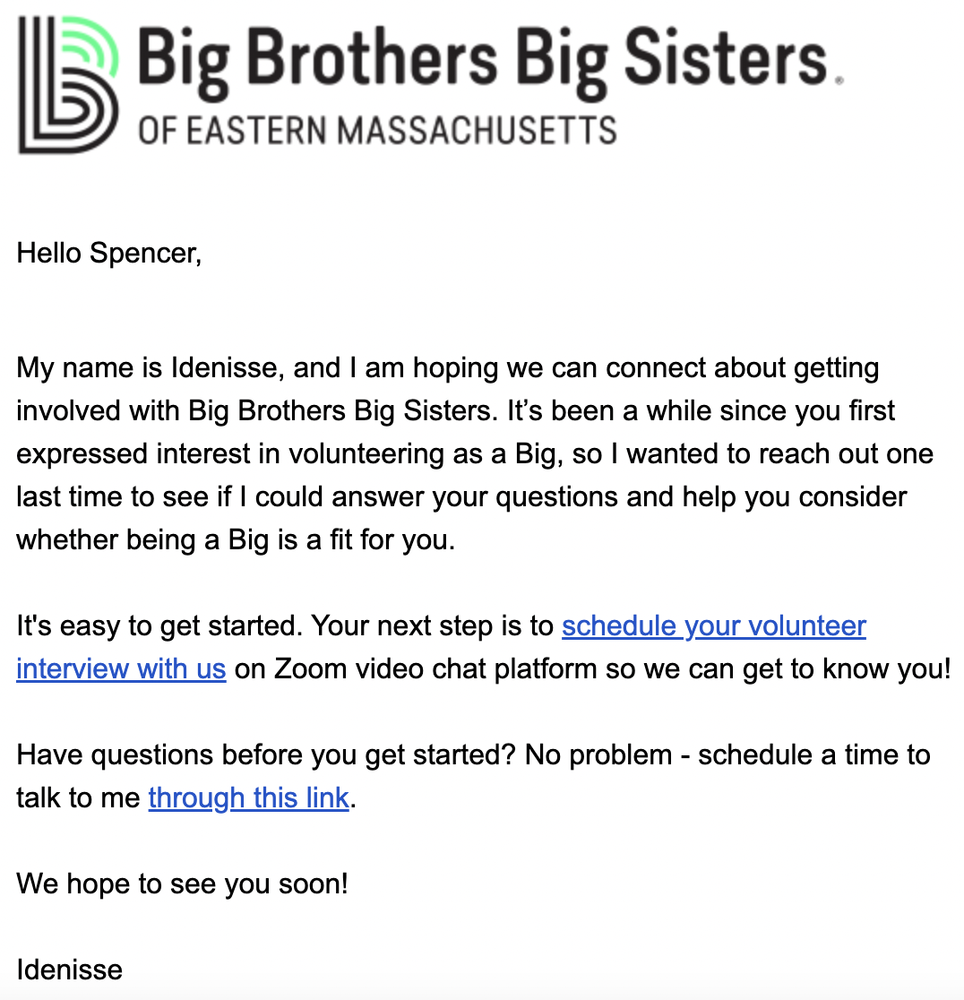 Big Brothers Big Sisters®
OF EASTERN MASSACHUSETTS
Hello Spencer,
My name is Idenisse, and I am hoping we can connect about getting
involved with Big Brothers Big Sisters. It’s been a while since you first
expressed interest in volunteering as a Big, so I wanted to reach out one
last time to see if I could answer your questions and help you consider
whether being a Big is a fit for you.
It's easy to get started. Your next step is to schedule your volunteer
interview with us on Zoom video chat platform so we can get to know you!
Have questions before you get started? No problem - schedule a time to
talk to me through this link.
We hope to see you soon!
Idenisse